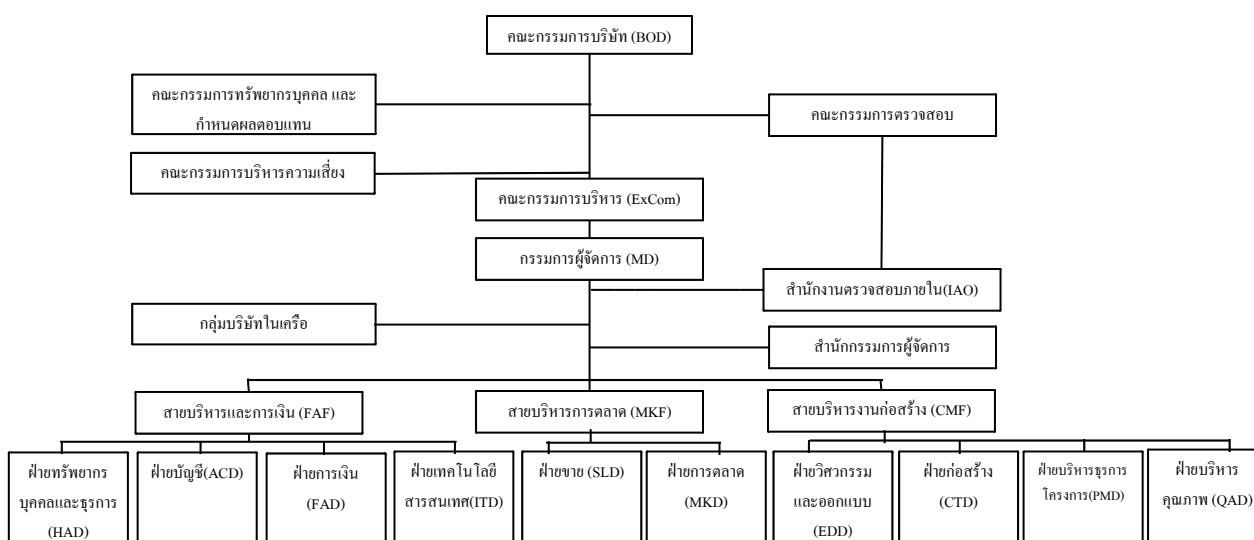 คณะกรรมการบริษัท (BOD)
คณะกรรมการทรัพยากรบุคคล และ
กำหนดผลตอบแทน
คณะกรรมการตรวจสอบ
คณะกรรมการบริหารความเสี่ยง
คณะกรรมการบริหาร (ExCom)
กรรมการผู้จัดการ (MD)
สำนักงานตรวจสอบภายใน(IAO)
กลุ่มบริษัทในเครือ
สำนักกรรมการผู้จัดการ
สายบริหารและการเงิน (FAF)
สายบริหารการตลาด (MKF)
สายบริหารงานก่อสร้าง (CMF)
ฝ่ายทรัพยากร
บุคคลและธุรการ
(HAD)
ฝ่ายบัญชี(ACD)
ฝ่ายการเงิน
(FAD)
ฝ่ายเทคโนโลยี
สารสนเทศ(ITD)
ฝ่ายขาย (SLD)
ฝ่ายการตลาด
(MKD)
ฝ่ายวิศวกรรม
และออกแบบ
(EDD)
ฝ่ายก่อสร้าง
(CTD)
ฝ่ายบริหารธุรการ
โครงการ(PMD)
ฝ่ายบริหาร
คุณภาพ (QAD)